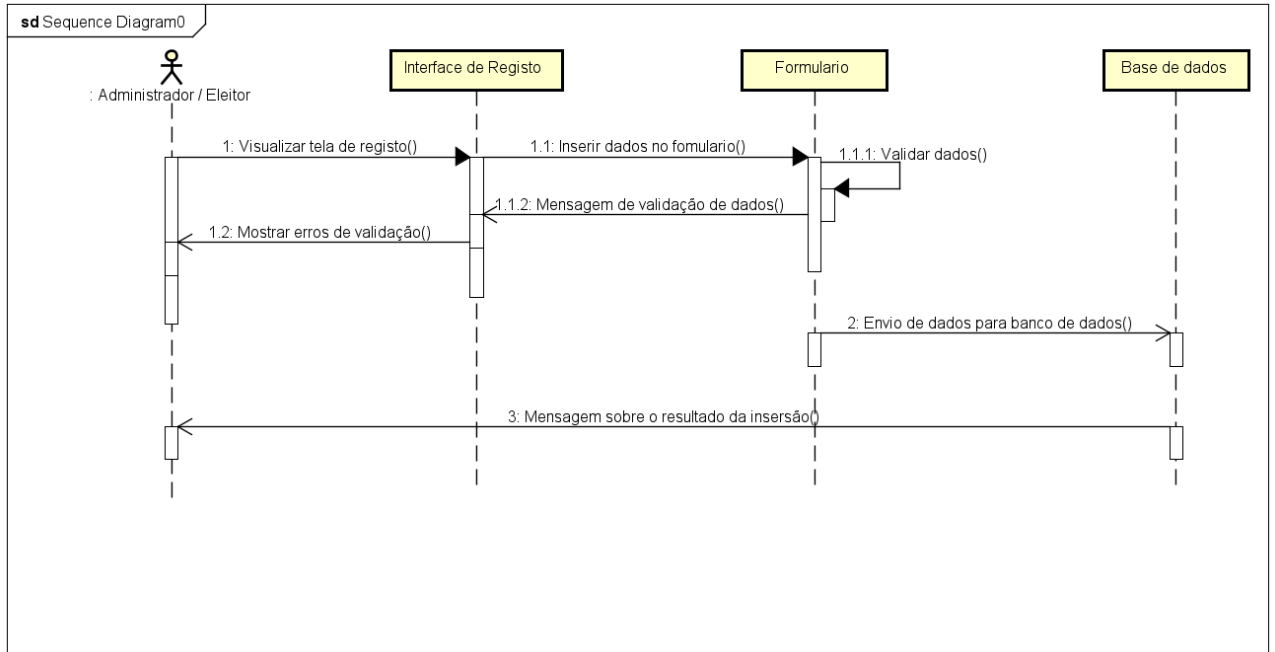 sd Sequence Diagram0
: Administrador / Eleitor
Interface de Registo
Formulario
Base de dados
1: Visualizar tela de registo()
1.1: Inserir dados no fomulario()
1.1.1: Validar dados()
1.1.2: Mensagem de validação de dados()
1.2: Mostrar erros de validação()
2: Envio de dados para banco de dados()
3: Mensagem sobre o resultado da insersão()